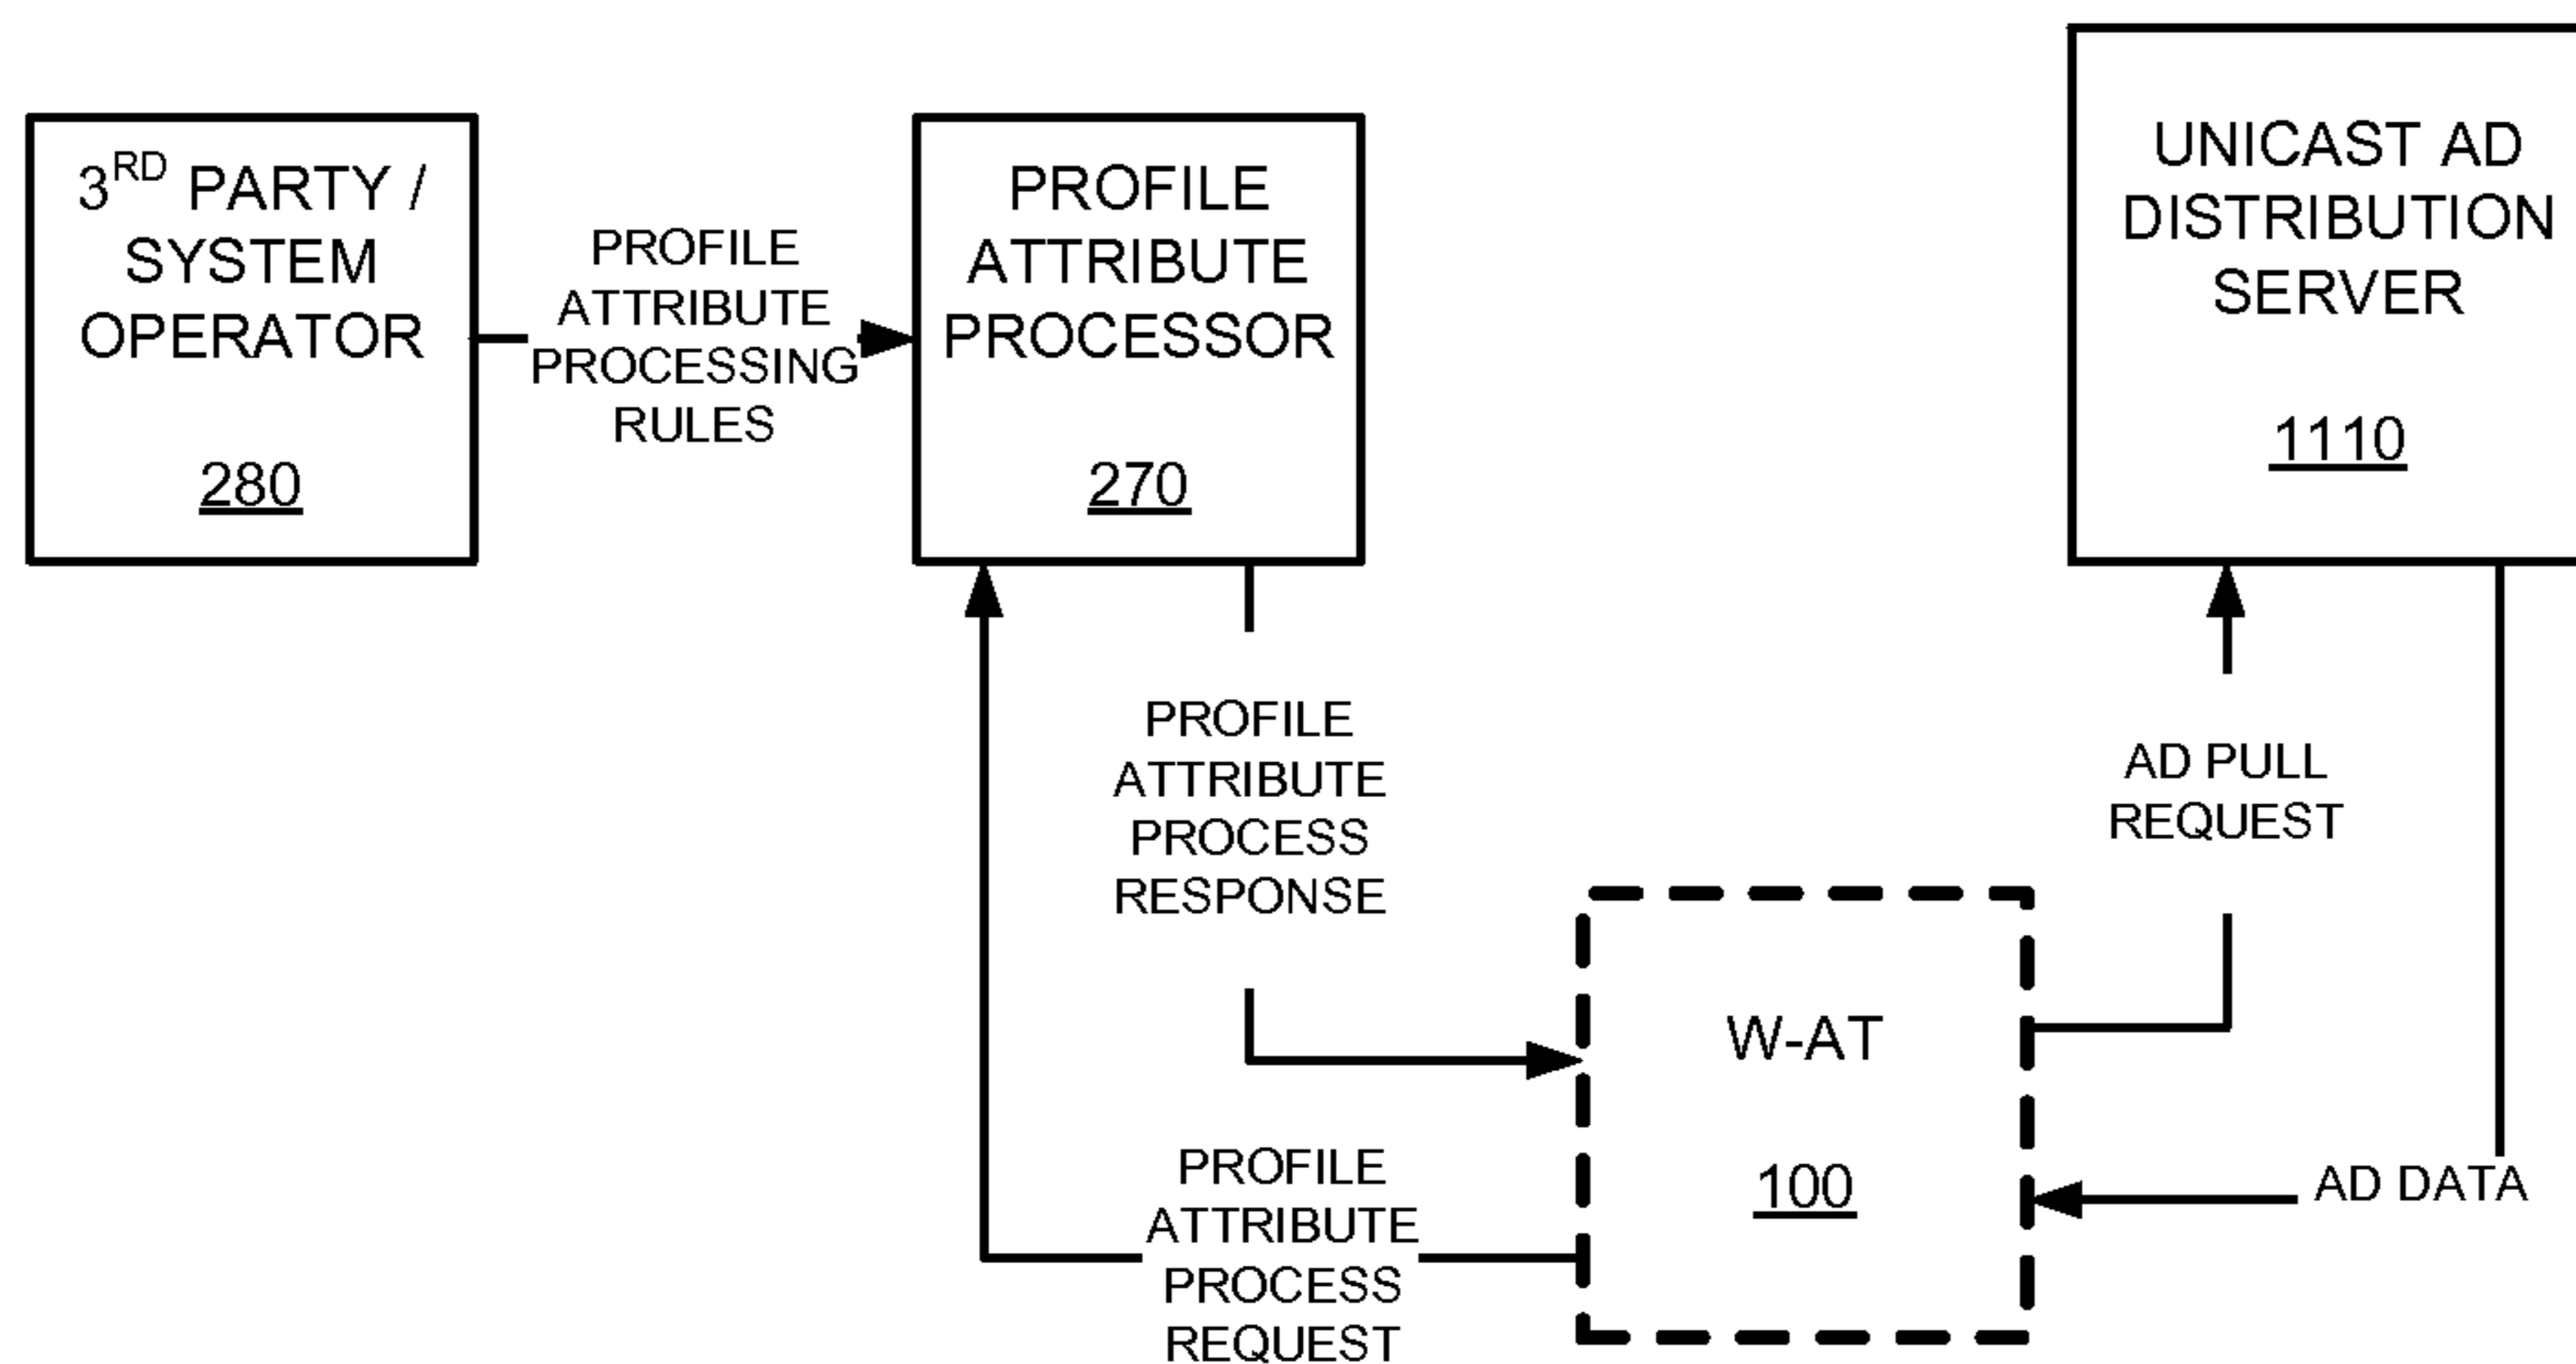 3RD PARTY /
SYSTEM
OPERATOR
280
PROFILE
ATTRIBUTE
PROCESSING
RULES
PROFILE
ATTRIBUTE
PROCESSOR
270
UNICAST AD
DISTRIBUTION
SERVER
1110
PROFILE
ATTRIBUTE
PROCESS
RESPONSE
AD PULL
REQUEST
W-AT
100
AD DATA
PROFILE
ATTRIBUTE
PROCESS
REQUEST